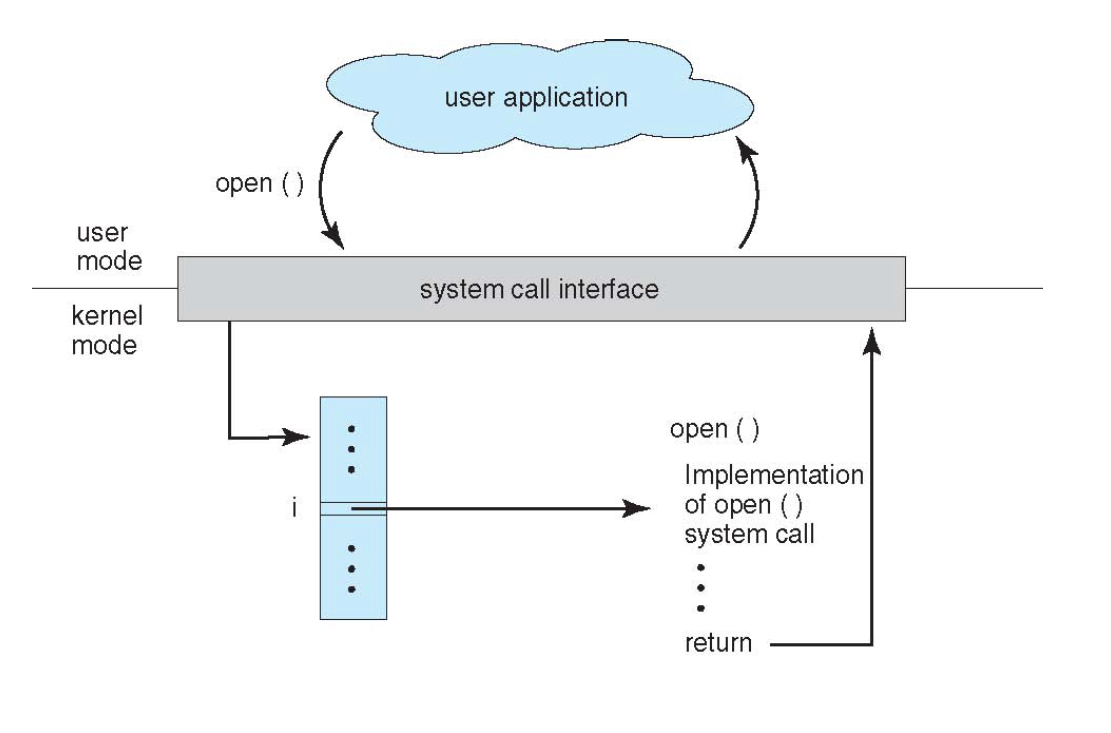 user application
open ( )
user
mode
system call interface
kernel
mode
open ( )
Implementation
of open ( )
system call
i
return